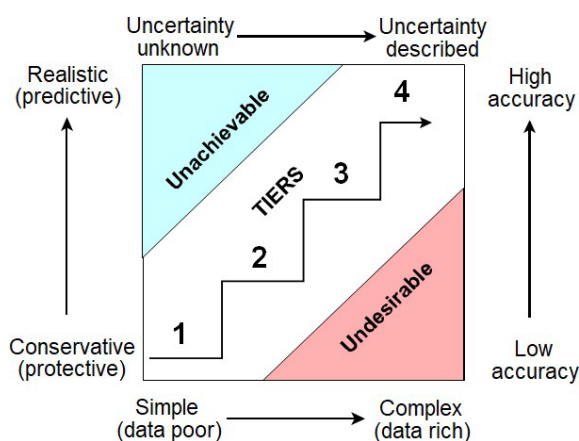 Uncertainty
unknown
Uncertainty
described
Realistic
(predictive)
High
accuracy
Unachievable
TIERS
4
3
2
1
Undesirable
Conservative
(protective)
Low
accuracy
Simple
(data poor)
Complex
(data rich)